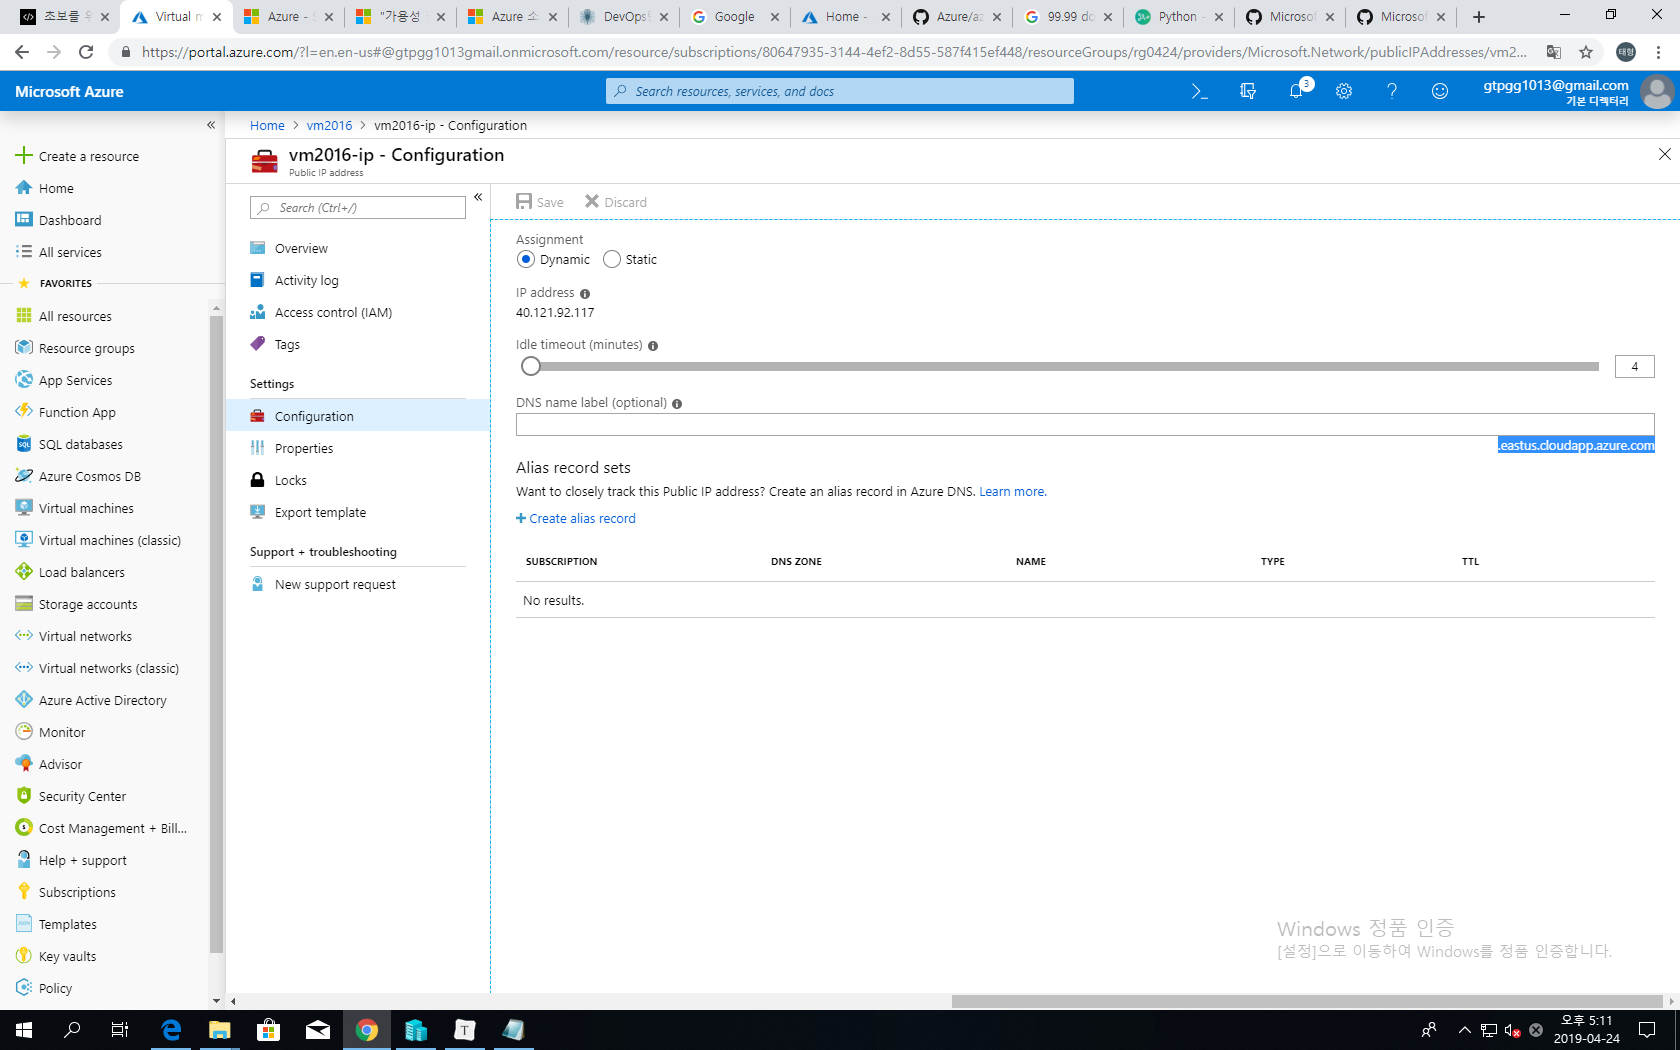 초보를 우
Virtual m
Azure - S
"가용성
Azure 소
DevOps
Google
Home -
Azure/az
99.99 do
Python -
Microsof
Microsof
https://portal.azure.com/?l=en.en-us#@gtpgg1013gmail.onmicrosoft.com/resource/subscriptions/80647935-3144-4ef2-8d55-587f415ef448/resourceGroups/rg0424/providers/Microsoft.Network/publicIPAddresses/vm2...
태형
Microsoft Azure
Search resources, services, and docs
3
gtpgg1013@gmail.com
기본 디렉터리
Home > vm2016 > vm2016-ip - Configuration
vm2016-ip - Configuration
Public IP address
Create a resource
Home
Dashboard
All services
FAVORITES
All resources
Resource groups
App Services
Function App
SQL databases
Azure Cosmos DB
Virtual machines
Virtual machines (classic)
Load balancers
Storage accounts
Virtual networks
Virtual networks (classic)
Azure Active Directory
Monitor
Advisor
Security Center
Cost Management + Bill...
Help + support
Subscriptions
Templates
Key vaults
Policy
Search (Ctrl+/)
Overview
Activity log
Access control (IAM)
Tags
Settings
Configuration
Properties
Locks
Export template
Support + troubleshooting
New support request
Save
Discard
Assignment
Dynamic
Static
IP address
40.121.92.117
Idle timeout (minutes)
4
DNS name label (optional)
.eastus.cloudapp.azure.com
Alias record sets
Want to closely track this Public IP address? Create an alias record in Azure DNS. Learn more.
+ Create alias record
SUBSCRIPTION DNS ZONE NAME TYPE TTL
No results.
Windows 정품 인증
[설정]으로 이동하여 Windows를 정품 인증합니다.
오후 5:11
2019-04-24